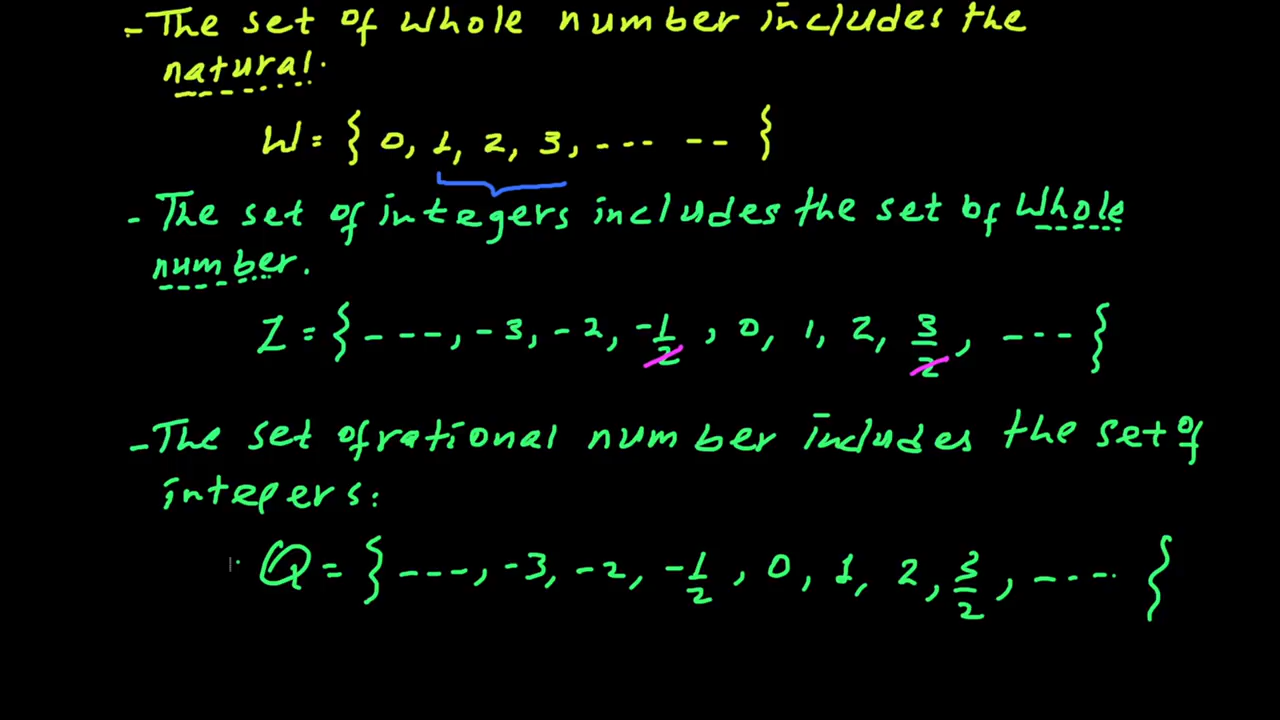 - The set of whole number includes the
natural.
W = { 0, 1, 2, 3, --- -- }
- The set of integers includes the set of whole
number.
Z = { ---, -3, -2, -1/2, 0, 1, 2, 3/2, --- }
- The set of rational number includes the set of
intepers:
Q = { ---, -3, -2, -1/2, 0, 1, 2, 3/2, ---- }